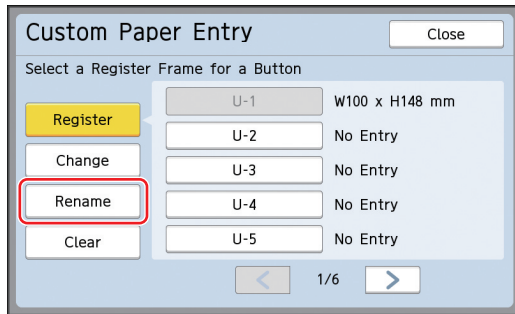 Custom Paper Entry
Close
Select a Register Frame for a Button
Register
Change
Rename
Clear
U-1 W100 x H148 mm
U-2 No Entry
U-3 No Entry
U-4 No Entry
U-5 No Entry
< 1/6 >